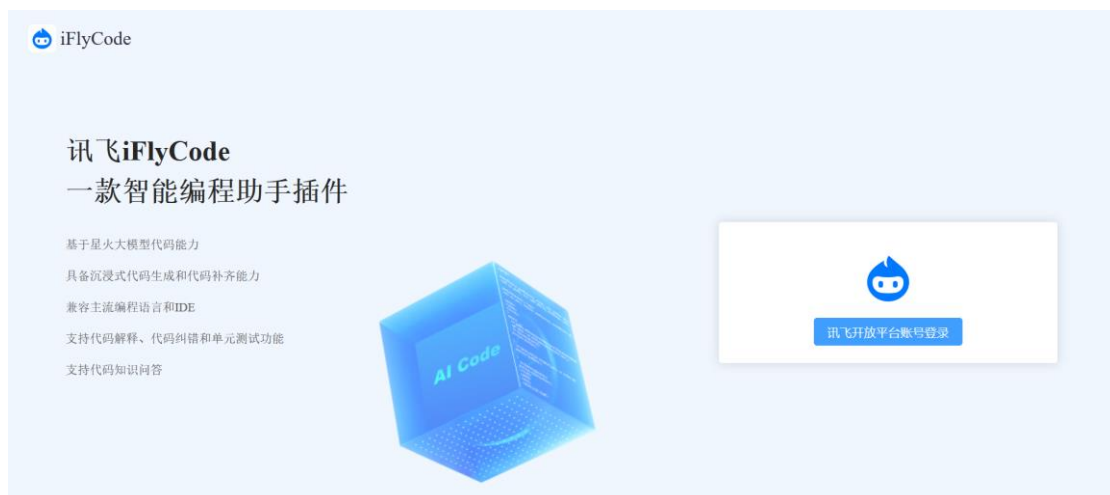 iFlyCode
讯飞iFlyCode
一款智能编程助手插件
基于星火大模型代码能力
具备沉浸式代码生成和代码补齐能力
兼容主流编程语言和IDE
支持代码解释、代码纠错和单元测试功能
支持代码知识问答
AI Code
讯飞开放平台账号登录